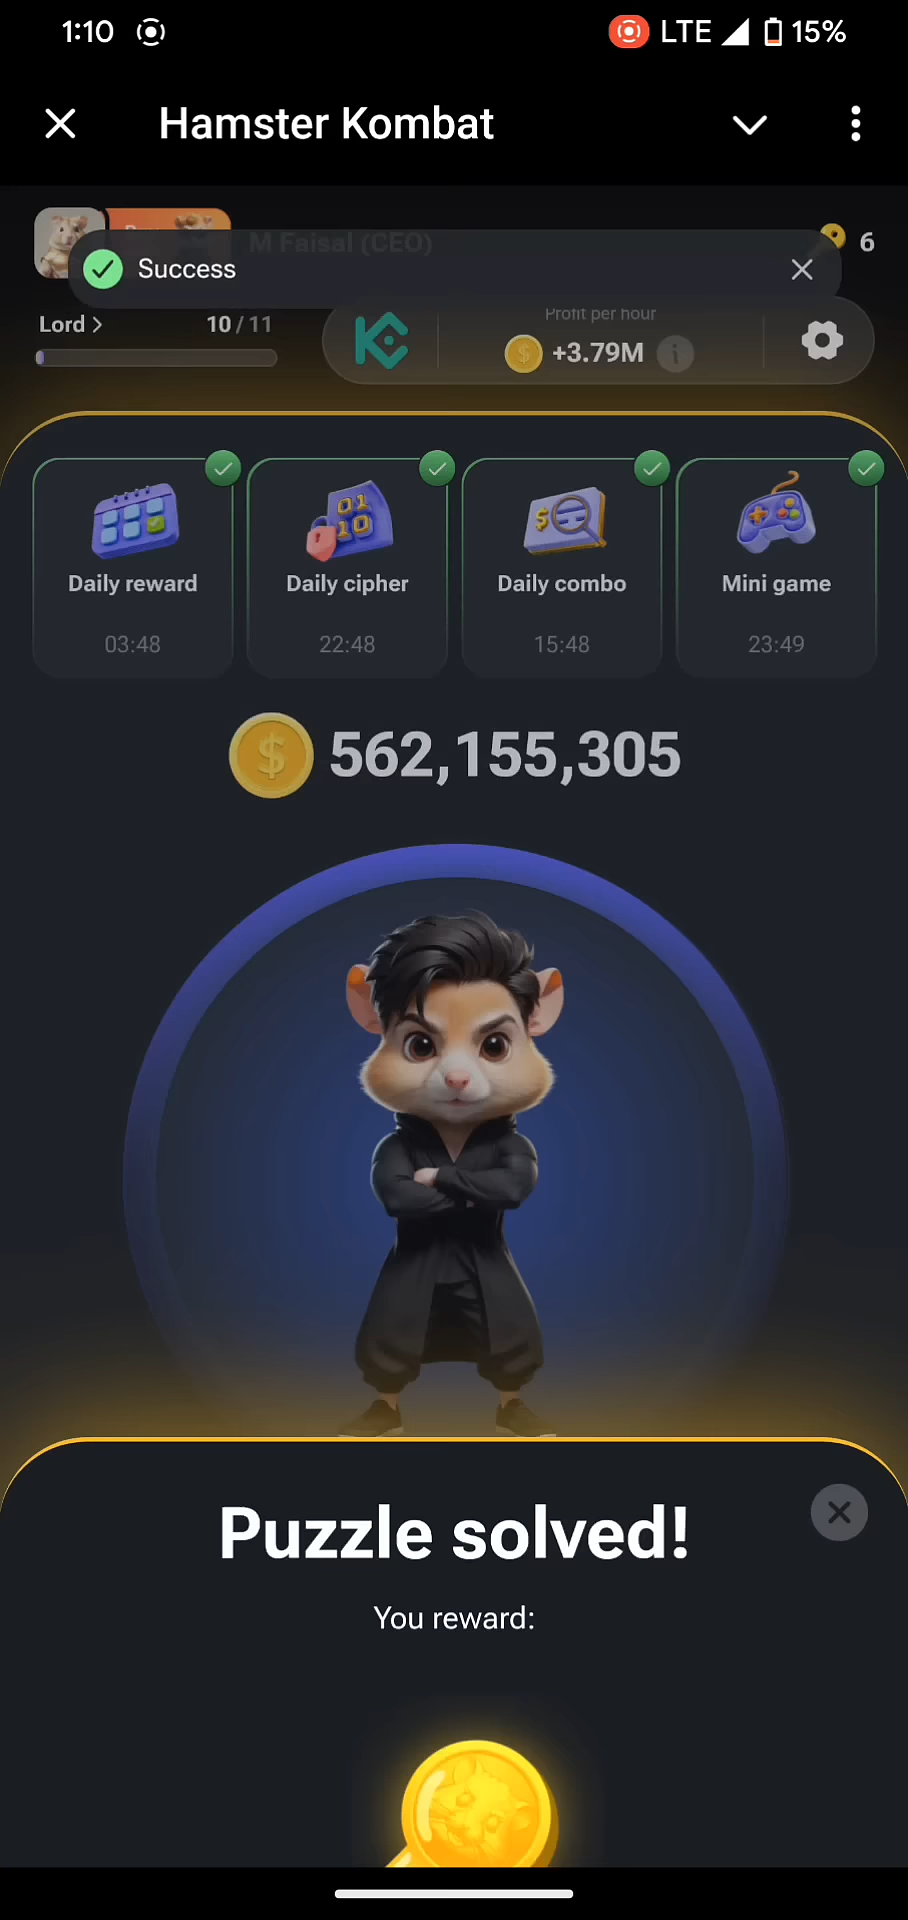 1:10 LTE 15%
Hamster Kombat
M Faisal (CEO) 6
Success
Lord > 10/11
Profit per hour
+3.79M
Daily reward
03:48
Daily cipher
22:48
Daily combo
15:48
Mini game
23:49
562,155,305
Puzzle solved!
You reward: